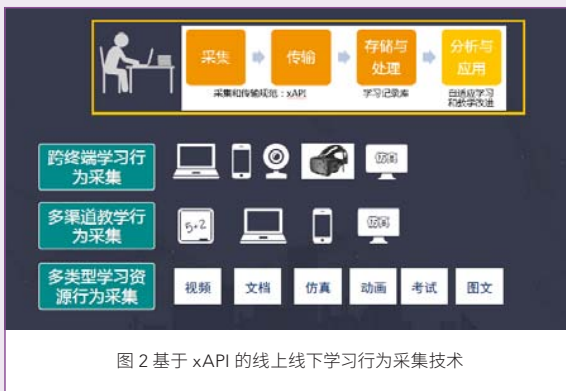 采集
传输
存储与
处理
分析与
应用
采集和传输规范：xAPI
学习记录库
自适应学习
和教学改进
跨终端学习行
为采集
仿真
多渠道教学行
为采集
5+2
仿真
多类型学习资
源行为采集
视频
文档
仿真
动画
考试
图文
图 2 基于 xAPI 的线上线下学习行为采集技术